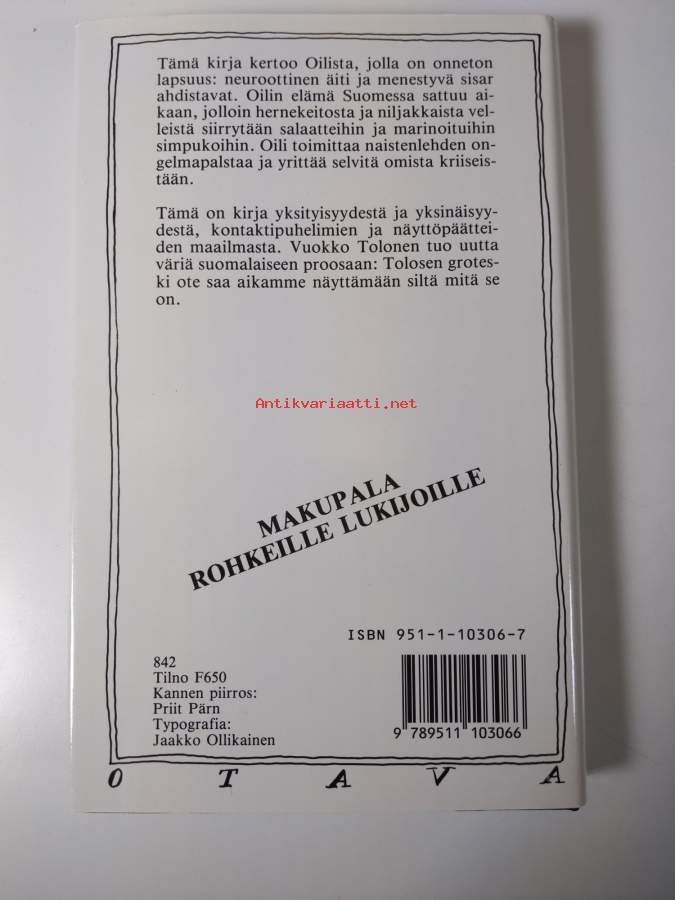 Tämä kirja kertoo Oilista, jolla on onneton
lapsuus: neuroottinen äiti ja menestyvä sisar
ahdistavat. Oilin elämä Suomessa sattuu ai-
kaan, jolloin hernekeitosta ja niljakkaista vel-
leistä siirrytään salaatteihin ja marinoituihin
simpukoihin. Oili toimittaa naistenlehden on-
gelmapalstaa ja yrittää selvitä omista kriiseis-
tään.
Tämä on kirja yksityisyydestä ja yksinäisyy-
destä, kontaktipuhelimien ja näyttöpäättei-
den maailmasta. Vuokko Tolonen tuo uutta
väriä suomalaiseen proosaan: Tolosen grotes-
ki ote saa aikamme näyttämään siltä mitä se
on.
Antikvariaatti.net
MAKUPALA
ROHKEILLE LUKIJOILLE
ISBN 951-1-10306-7
842
Tilno F650
Kannen piirros:
Priit Pärn
Typografia:
Jaakko Ollikainen
9 789511 103066
OTAVA